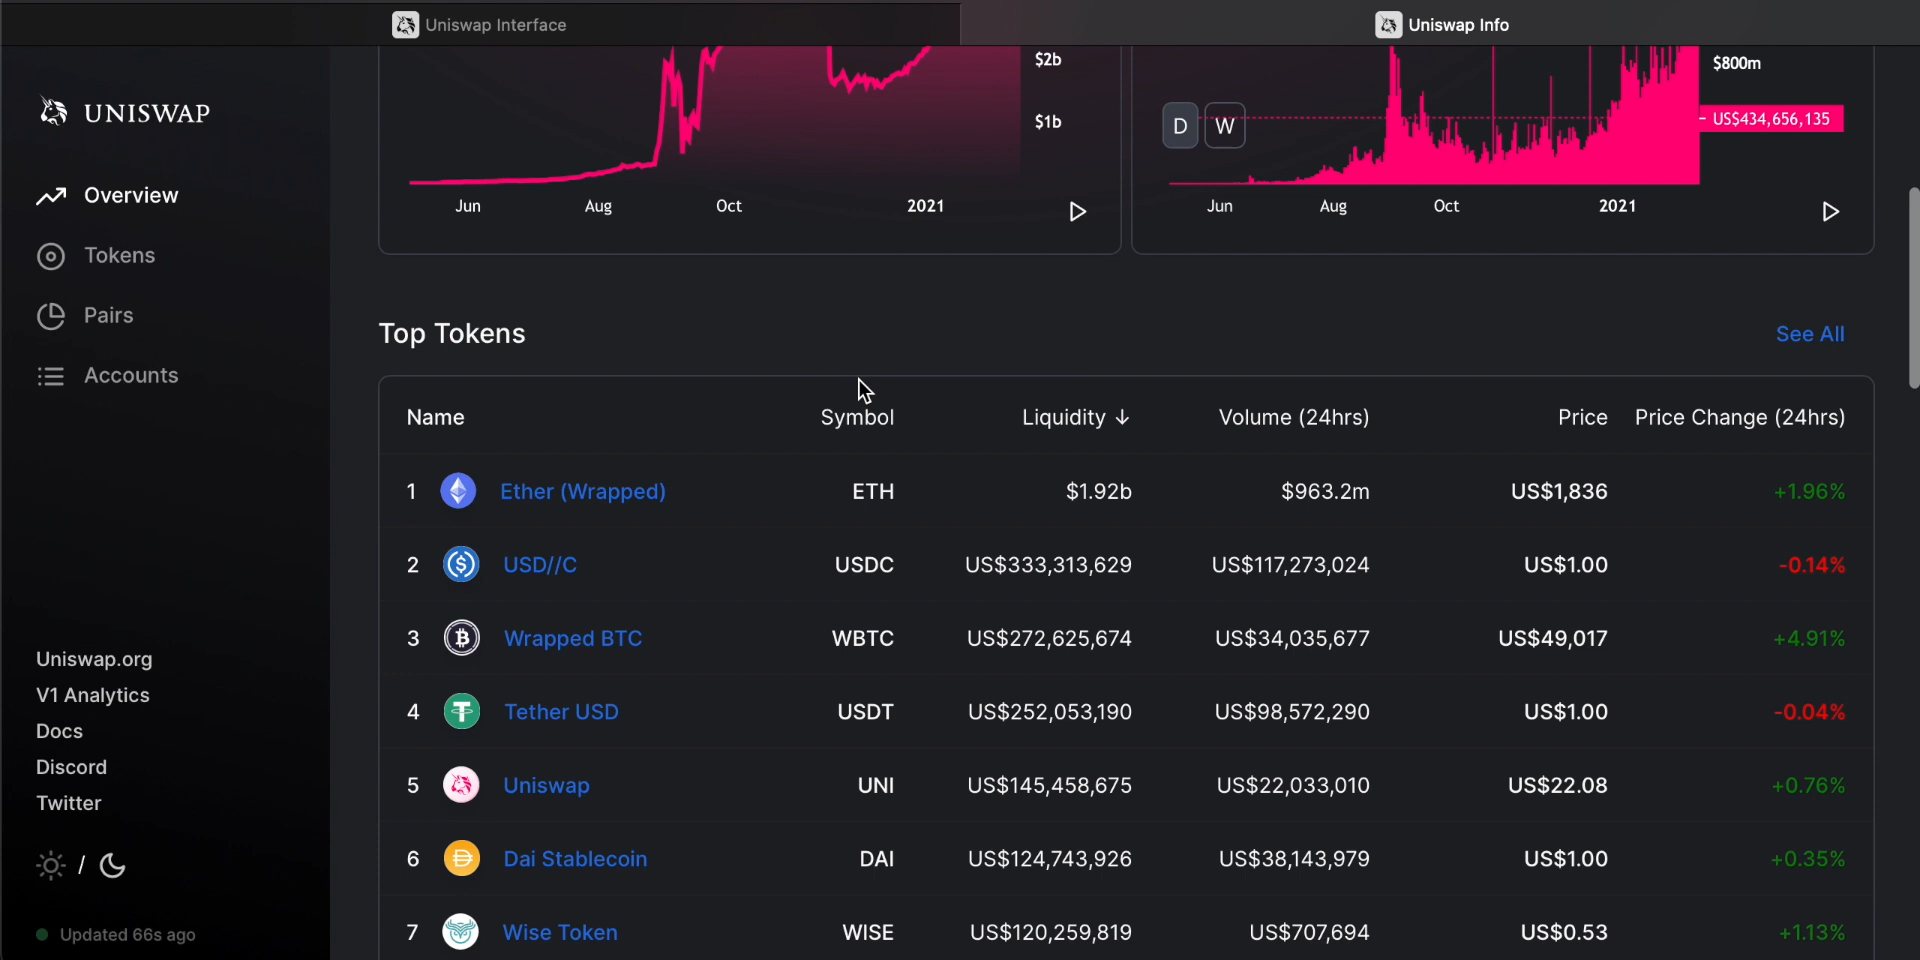 Uniswap Interface
Uniswap Info
UNISWAP
Overview
Tokens
Pairs
Accounts
Uniswap.org
V1 Analytics
Docs
Discord
Twitter
/
Updated 66s ago
$2b
$1b
Jun Aug Oct 2021
$800m
US$434,656,135
D W
Jun Aug Oct 2021
Top Tokens
See All
Name Symbol Liquidity ↓ Volume (24hrs) Price Price Change (24hrs)
1 Ether (Wrapped) ETH $1.92b $963.2m US$1,836 +1.96%
2 USD//C USDC US$333,313,629 US$117,273,024 US$1.00 -0.14%
3 Wrapped BTC WBTC US$272,625,674 US$34,035,677 US$49,017 +4.91%
4 Tether USD USDT US$252,053,190 US$98,572,290 US$1.00 -0.04%
5 Uniswap UNI US$145,458,675 US$22,033,010 US$22.08 +0.76%
6 Dai Stablecoin DAI US$124,743,926 US$38,143,979 US$1.00 +0.35%
7 Wise Token WISE US$120,259,819 US$707,694 US$0.53 +1.13%